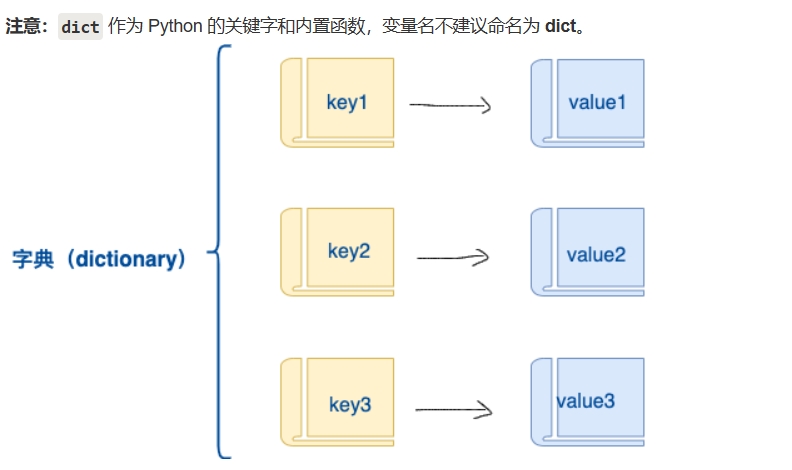 注意：dict 作为 Python 的关键字和内置函数，变量名不建议命名为 dict。
key1 value1
key2 value2
字典（dictionary）
key3 value3